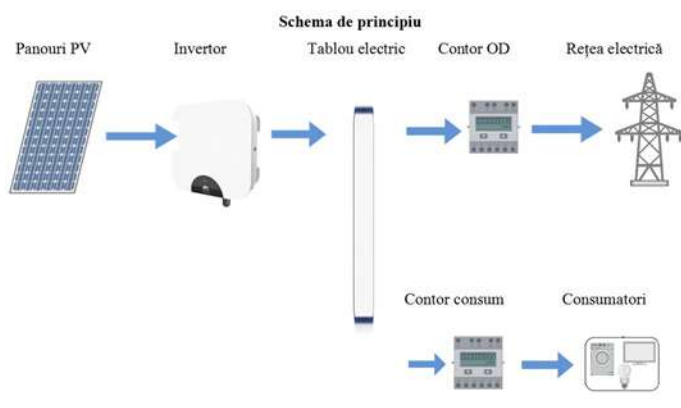 Schema de principiu
Panouri PV
Invertor
Tablou electric
Contor OD
Rețea electrică
Contor consum
Consumatori